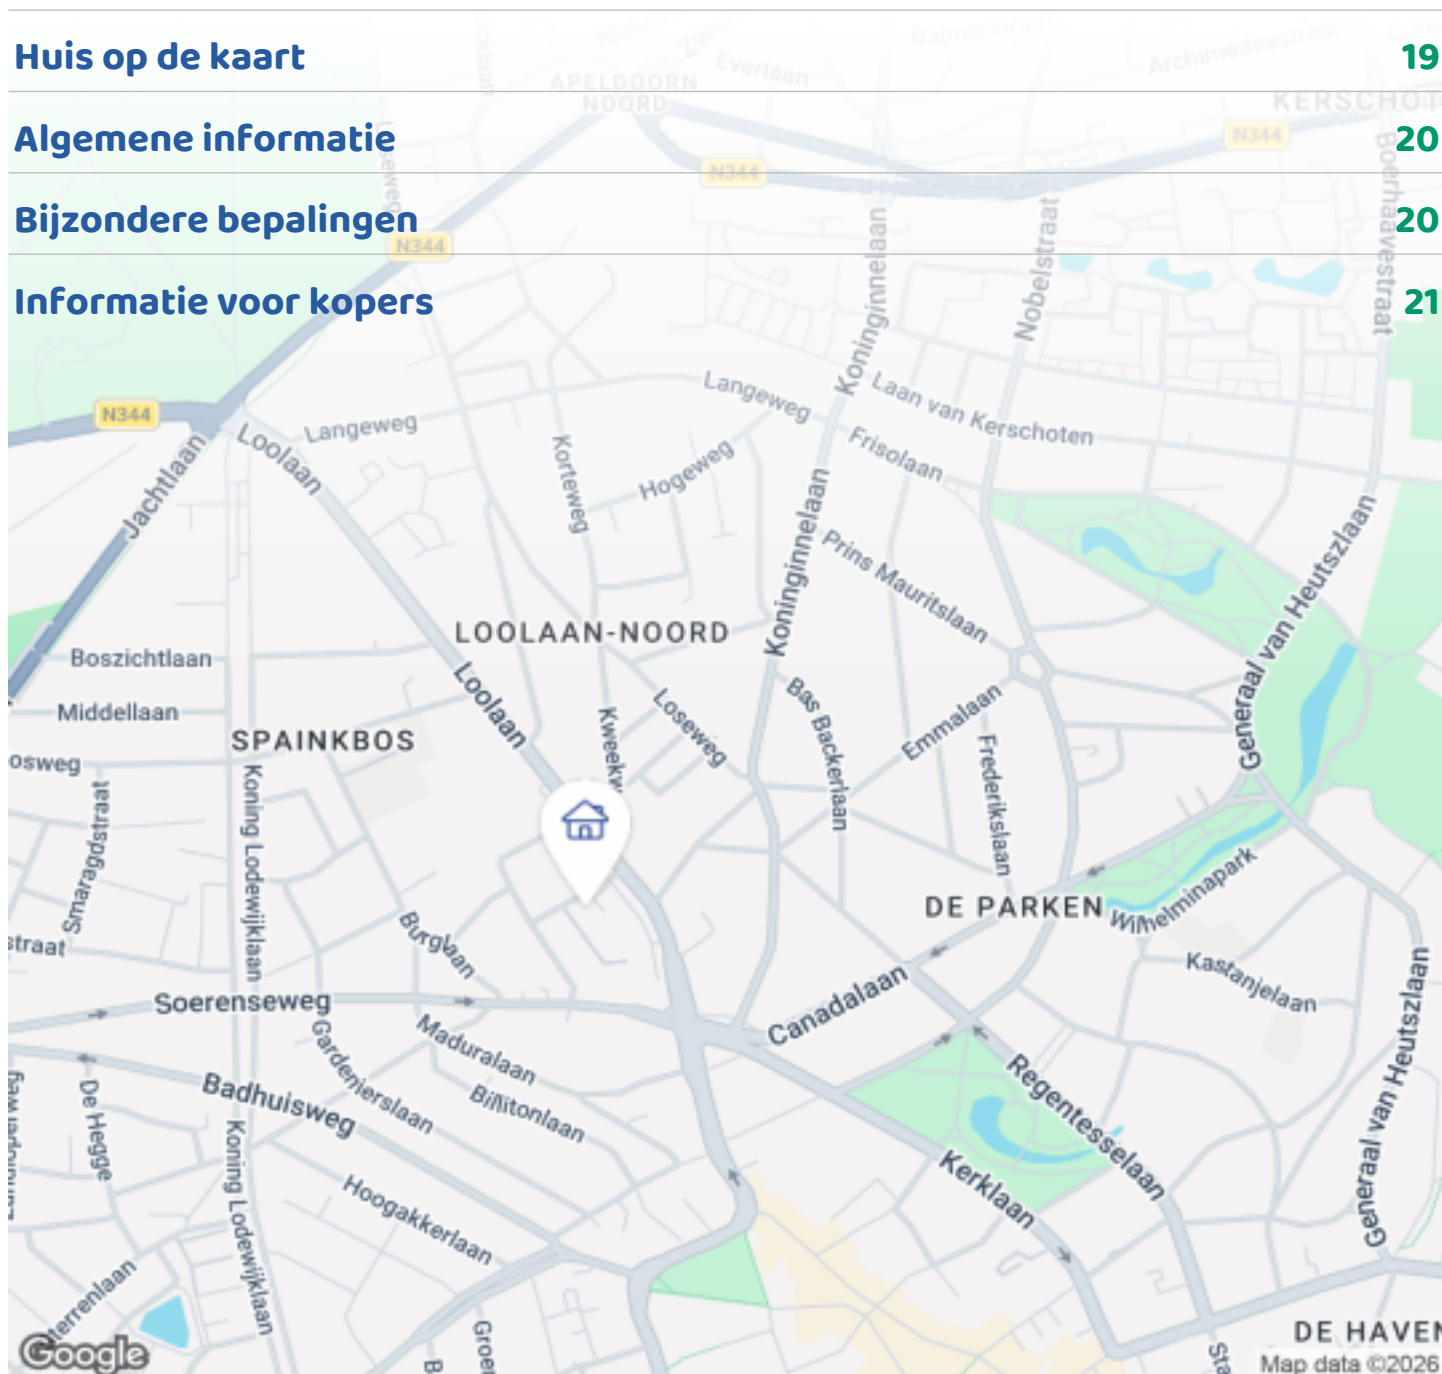 Huis op de kaart 19
Algemene informatie 20
Bijzondere bepalingen 20
Informatie voor kopers 21
Everlaan
Archimedesstraat
APELDOORN
NOORD
N344
N344
N344
N344
Koninginnelaan
Nobelstraat
Boerhaavestraat
Langeweg
Langeweg
Laan van Kerschoten
Frisolaan
Loolaan
Jachtlaan
Korteweg
Hogeweg
Koninginnelaan
Prins Mauritslaan
Generaal van Heutszlaan
LOOLAAN-NOORD
Boszichtlaan
Middellaan
SPAINKBOS
Loolaan
Loseweg
Bas Backerlaan
Emmalaan
Frederikslaan
Smaragdstraat
Koning Lodewijklaan
Burglaan
DE PARKEN
Wilhelminapark
Kastanjelaan
Canadalaan
Soerenseweg
Gardenierslaan
Maduralaan
Billitonlaan
Badhuisweg
De Hegge
Koning Lodewijklaan
Hoogakkerlaan
Regentesselaan
Kerklaan
Generaal van Heutszlaan
Google
Map data ©2026